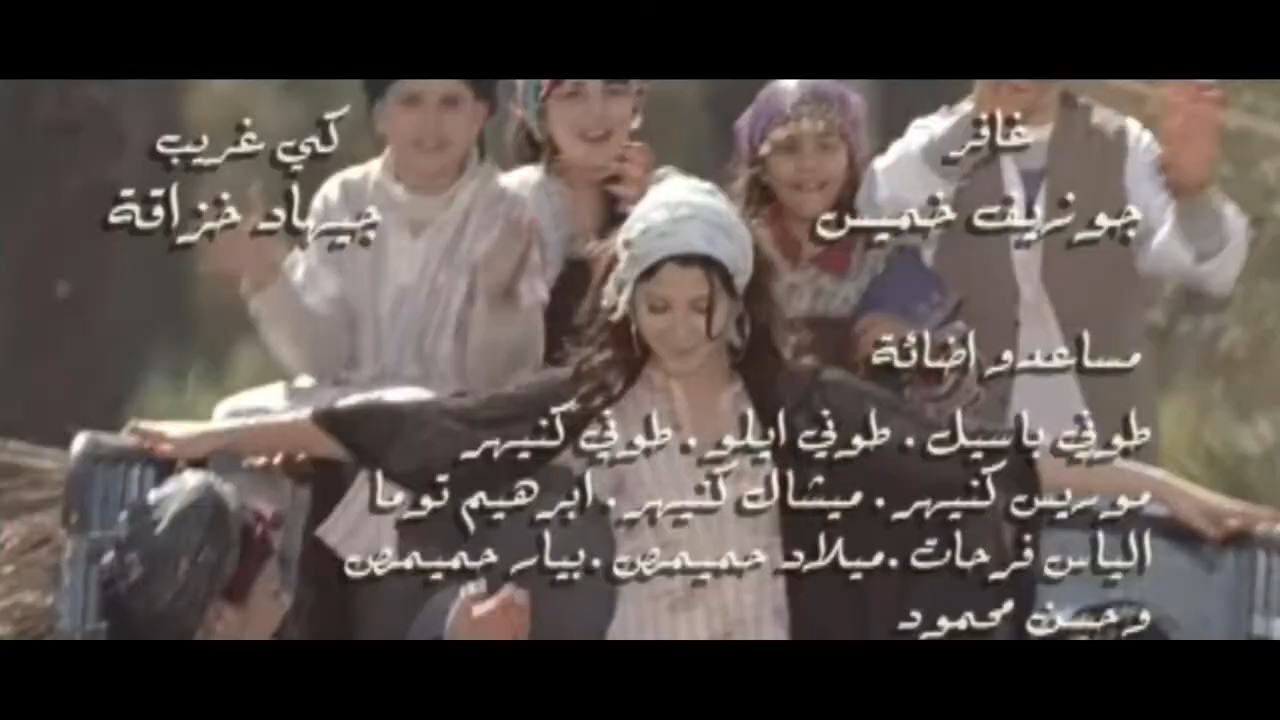 غافر
كي غريب
جوزيف خميس
جيهاد خزاقة
مساعدو اضائة
طوني باسيل . طوني ايلو . طوني كنيهر
موريس كنيهر . ميشال كنيهر . ابرهيم توما
الياس فرحات . ميلاد حميمص . بيار حميمص
وحسن محمود